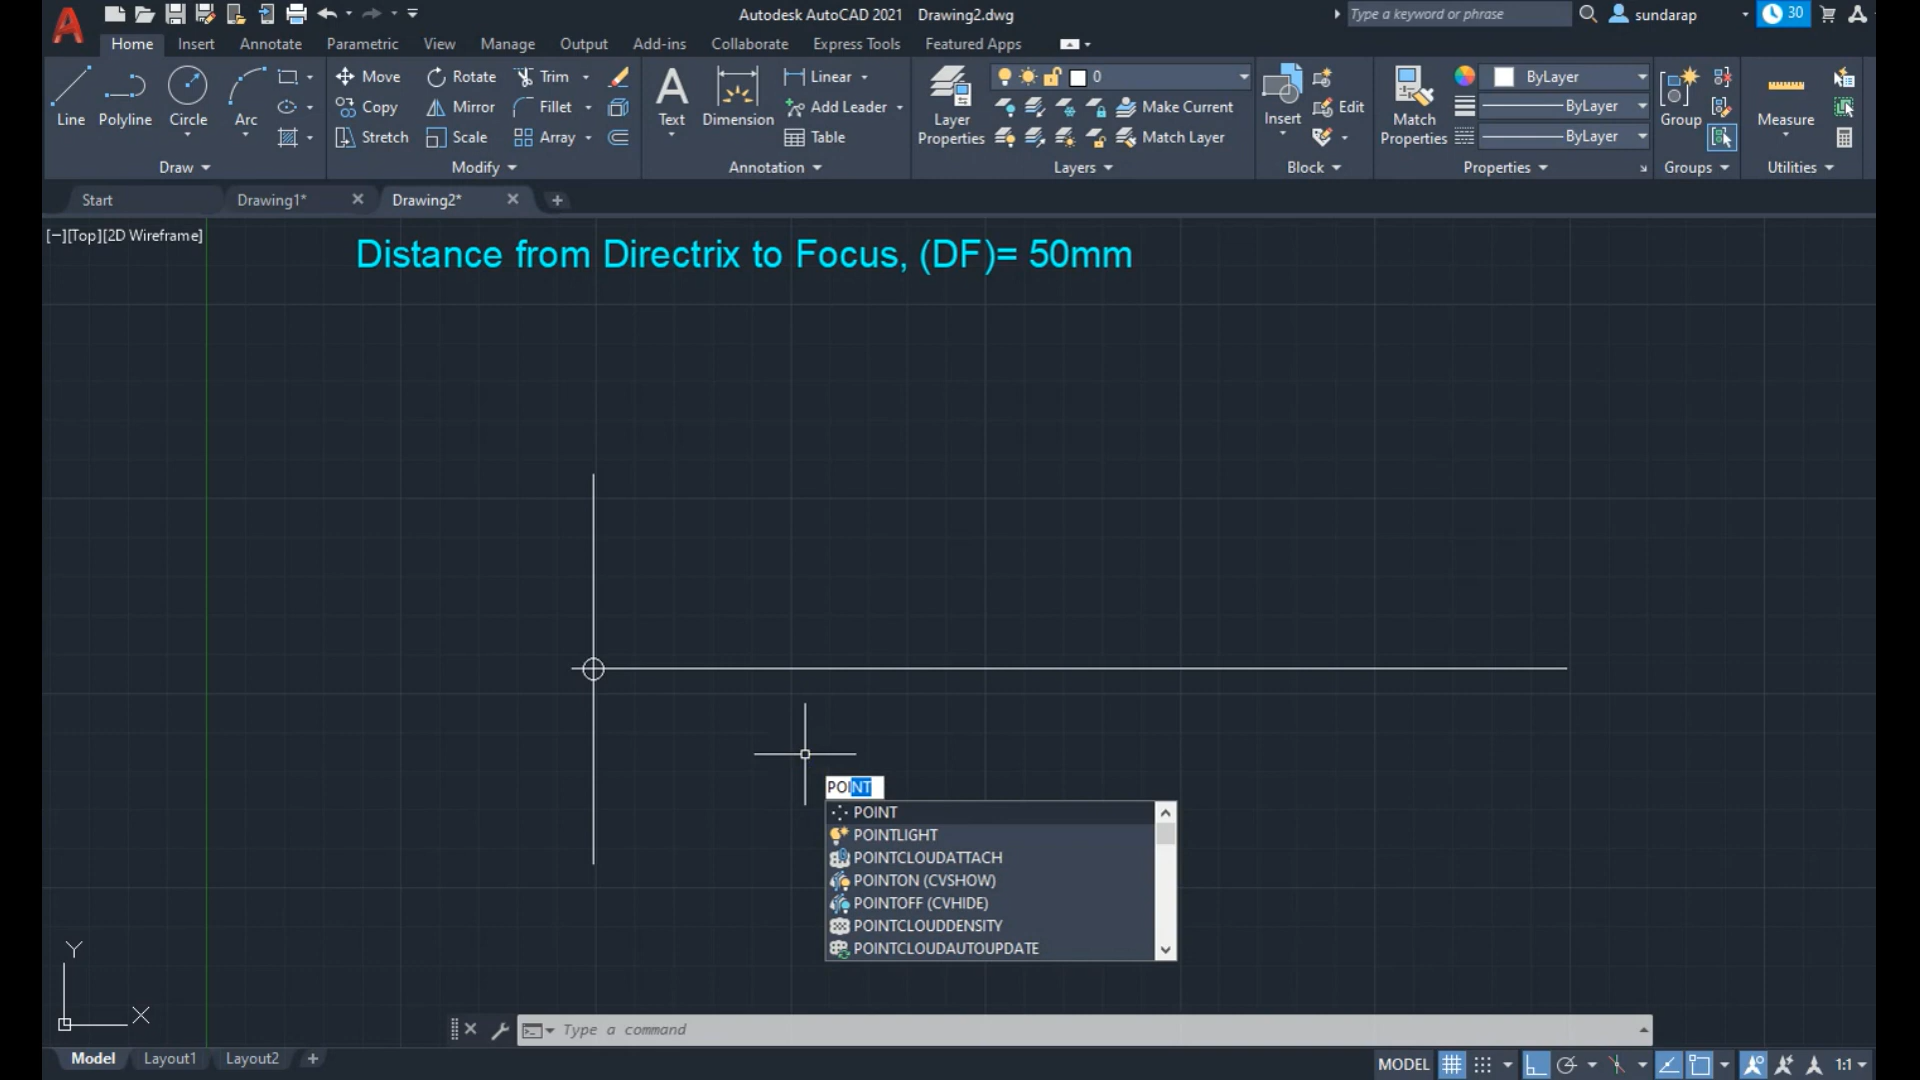 Autodesk AutoCAD 2021 Drawing2.dwg
Type a keyword or phrase
sundarap
30
Home Insert Annotate Parametric View Manage Output Add-ins Collaborate Express Tools Featured Apps
Line Polyline Circle Arc
Move Rotate Trim
Copy Mirror Fillet
Stretch Scale Array
Text Dimension
Linear
Add Leader
Table
Layer Properties
0
Make Current
Match Layer
Insert
Edit
Match Properties
ByLayer
ByLayer
ByLayer
Group
Measure
Draw Modify Annotation Layers Block Properties Groups Utilities
Start Drawing1* Drawing2*
[−][Top][2D Wireframe]
Distance from Directrix to Focus, (DF)= 50mm
POINT
POINT
POINTLIGHT
POINTCLOUDATTACH
POINTON (CVSHOW)
POINTOFF (CVHIDE)
POINTCLOUDDENSITY
POINTCLOUDAUTOUPDATE
Y
X
Type a command
Model Layout1 Layout2
MODEL
1:1